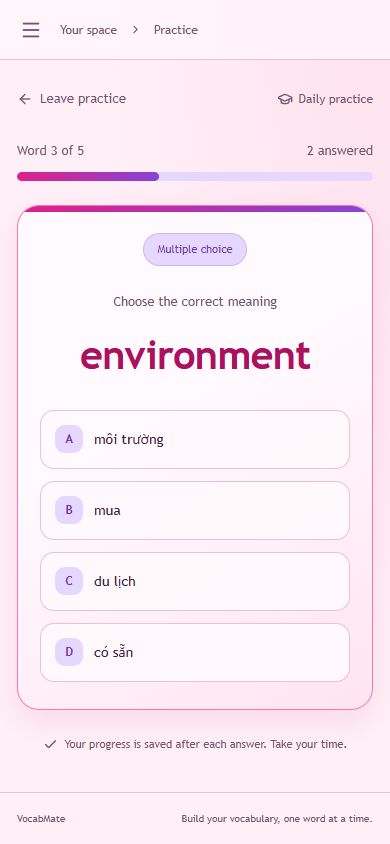 Your space > Practice
← Leave practice
Daily practice
Word 3 of 5
2 answered
Multiple choice
Choose the correct meaning
environment
A môi trường
B mua
C du lịch
D có sẵn
Your progress is saved after each answer. Take your time.
VocabMate
Build your vocabulary, one word at a time.